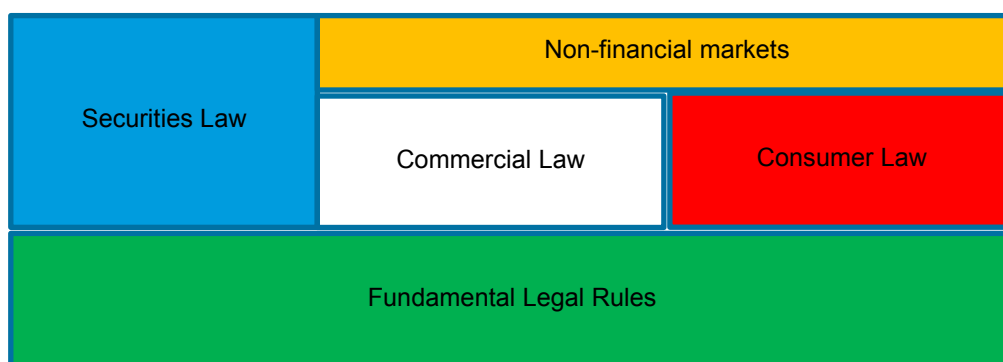 Non-financial markets
Securities Law
Commercial Law
Consumer Law
Fundamental Legal Rules